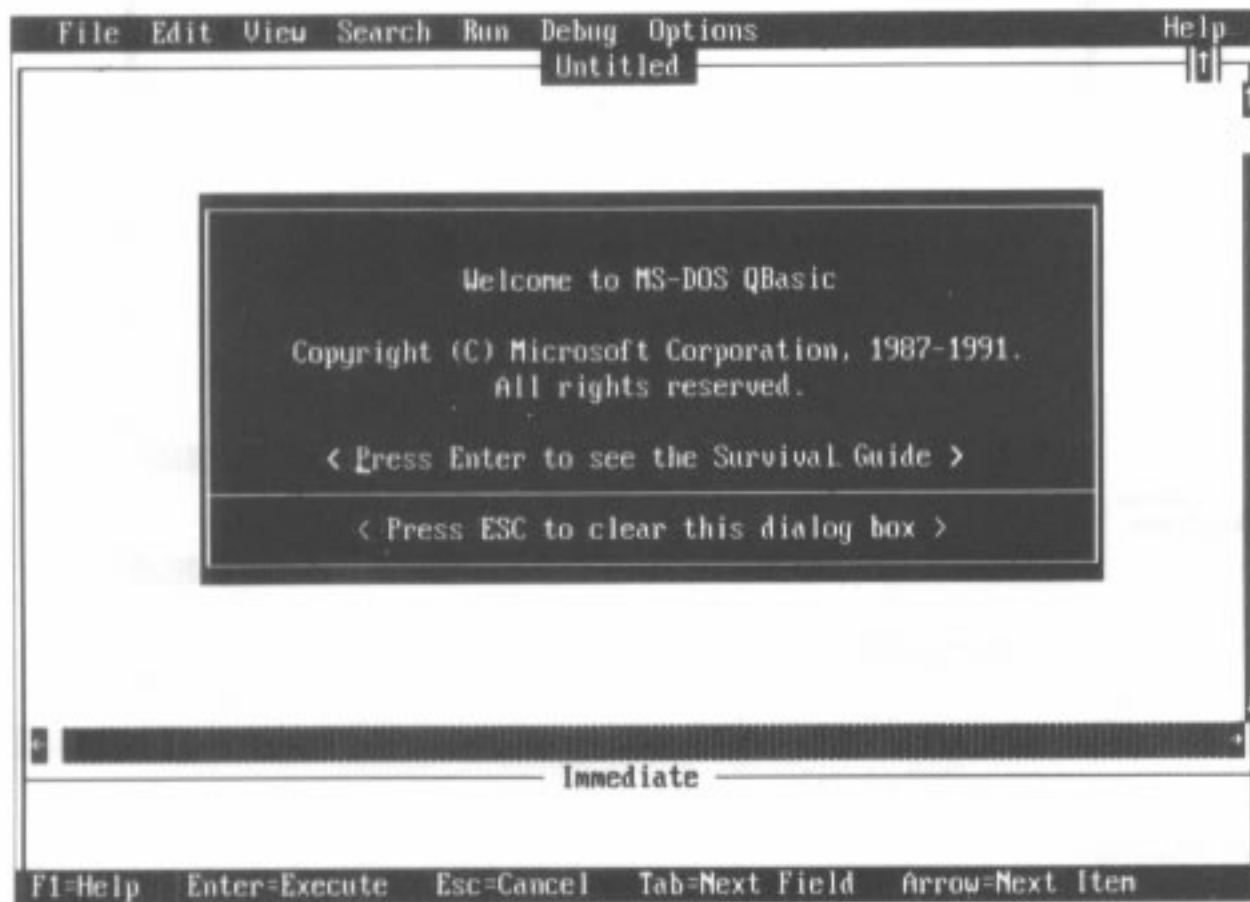 File Edit View Search Run Debug Options Help
Untitled
Welcome to MS-DOS QBasic
Copyright (C) Microsoft Corporation, 1987-1991.
All rights reserved.
< Press Enter to see the Survival Guide >
< Press ESC to clear this dialog box >
Immediate
F1=Help Enter=Execute Esc=Cancel Tab=Next Field Arrow=Next Item